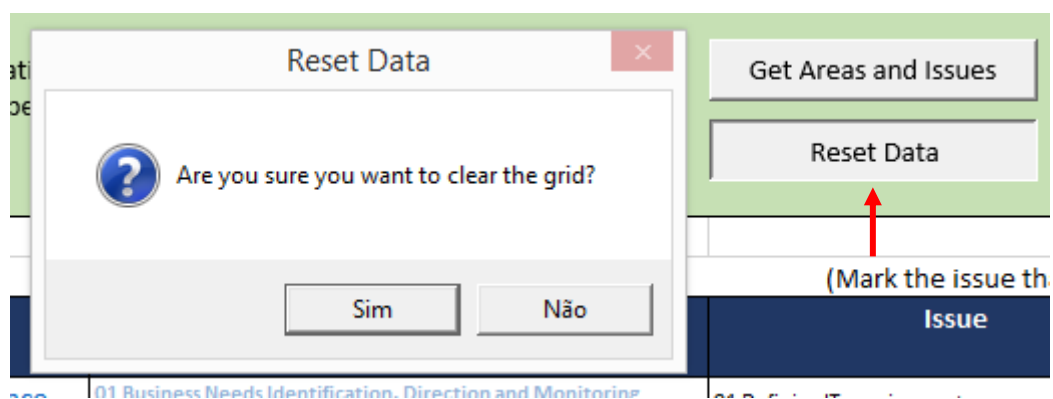 Reset Data
Get Areas and Issues
Are you sure you want to clear the grid?
Reset Data
Sim
Não
(Mark the issue
Issue
01 Business Needs Identification, Direction and Monitoring